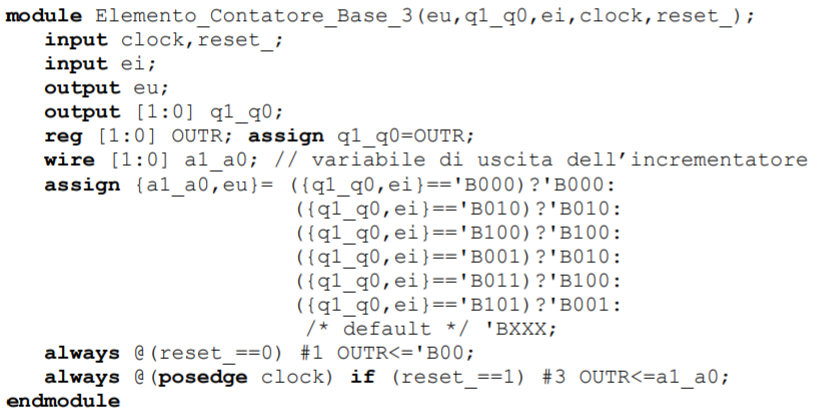 module Elemento_Contatore_Base_3(eu,q1_q0,ei,clock,reset_);
input clock,reset_;
input ei;
output eu;
output [1:0] q1_q0;
reg [1:0] OUTR; assign q1_q0=OUTR;
wire [1:0] a1_a0; // variabile di uscita dell’incrementatore
assign {a1_a0,eu}= ({q1_q0,ei}=='B000)?'B000:
({q1_q0,ei}=='B010)?'B010:
({q1_q0,ei}=='B100)?'B100:
({q1_q0,ei}=='B001)?'B010:
({q1_q0,ei}=='B011)?'B100:
({q1_q0,ei}=='B101)?'B001:
/* default */ 'BXXX;
always @(reset_==0) #1 OUTR<='B00;
always @(posedge clock) if (reset_==1) #3 OUTR<=a1_a0;
endmodule